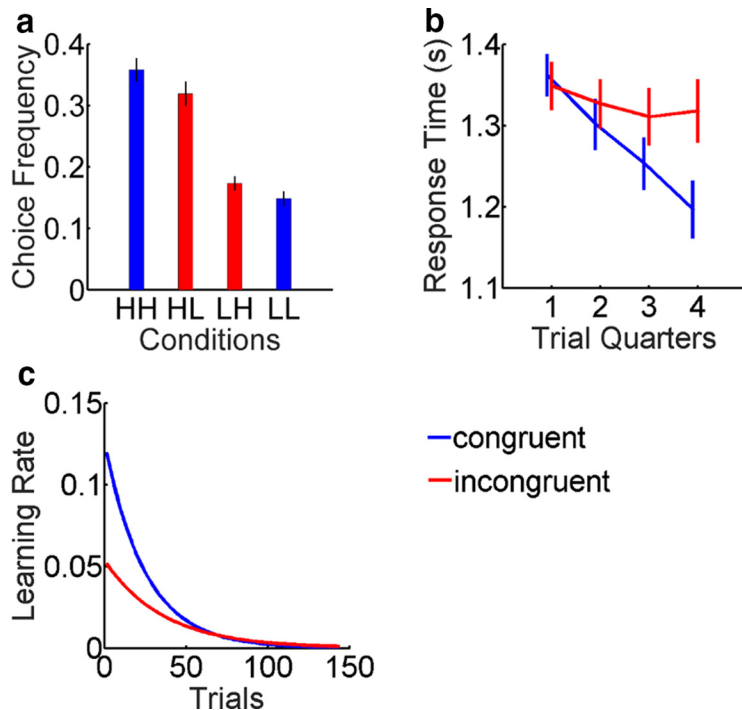 a
0.4
0.3
0.2
0.1
0
Choice Frequency
HH HL LH LL
Conditions
b
1.4
1.3
1.2
1.1
Response Time (s)
1 2 3 4
Trial Quarters
c
0.15
0.1
0.05
0
Learning Rate
0 50 100 150
Trials
congruent
incongruent